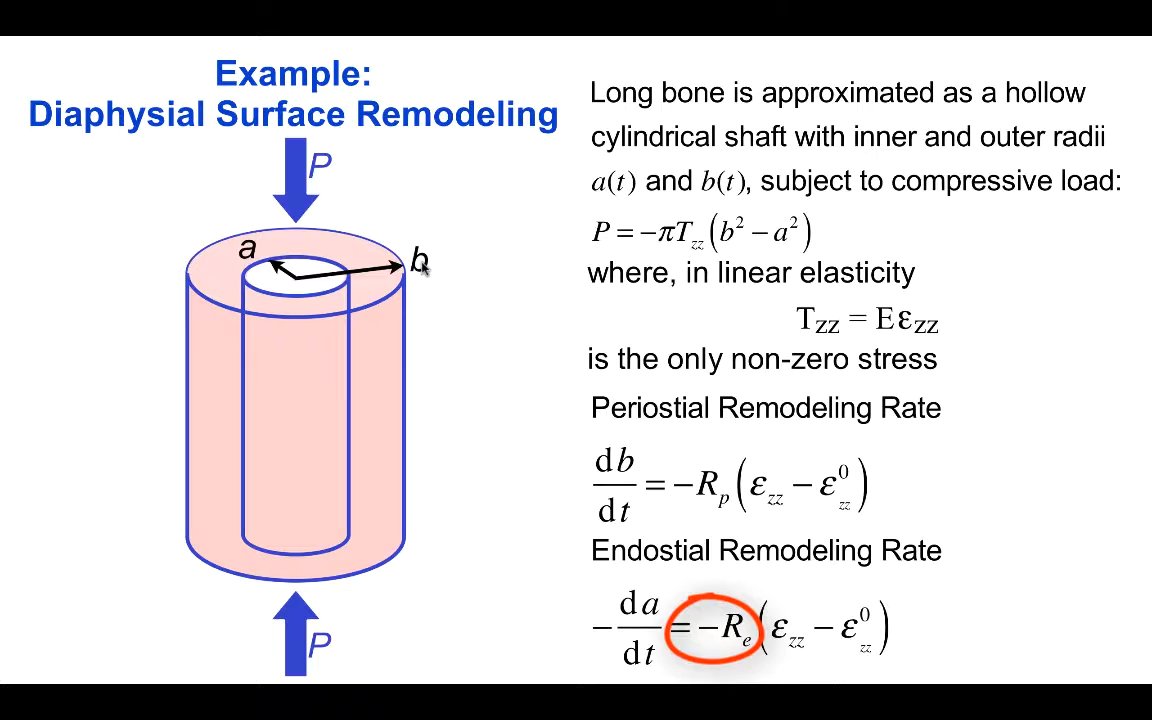 Example:
Diaphysial Surface Remodeling
P
a
b
P
Long bone is approximated as a hollow
cylindrical shaft with inner and outer radii
a(t) and b(t), subject to compressive load:
P = −πT_zz (b² − a²)
where, in linear elasticity
T_zz = Eε_zz
is the only non-zero stress
Periostial Remodeling Rate
db/dt = −R_p (ε_zz − ε⁰_zz)
Endostial Remodeling Rate
−da/dt = −R_e (ε_zz − ε⁰_zz)